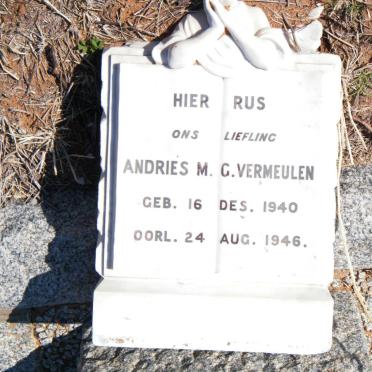 HIER RUS
ONS LIEFLING
ANDRIES M. G. VERMEULEN
GEB. 16 DES. 1940
OORL. 24 AUG. 1946.